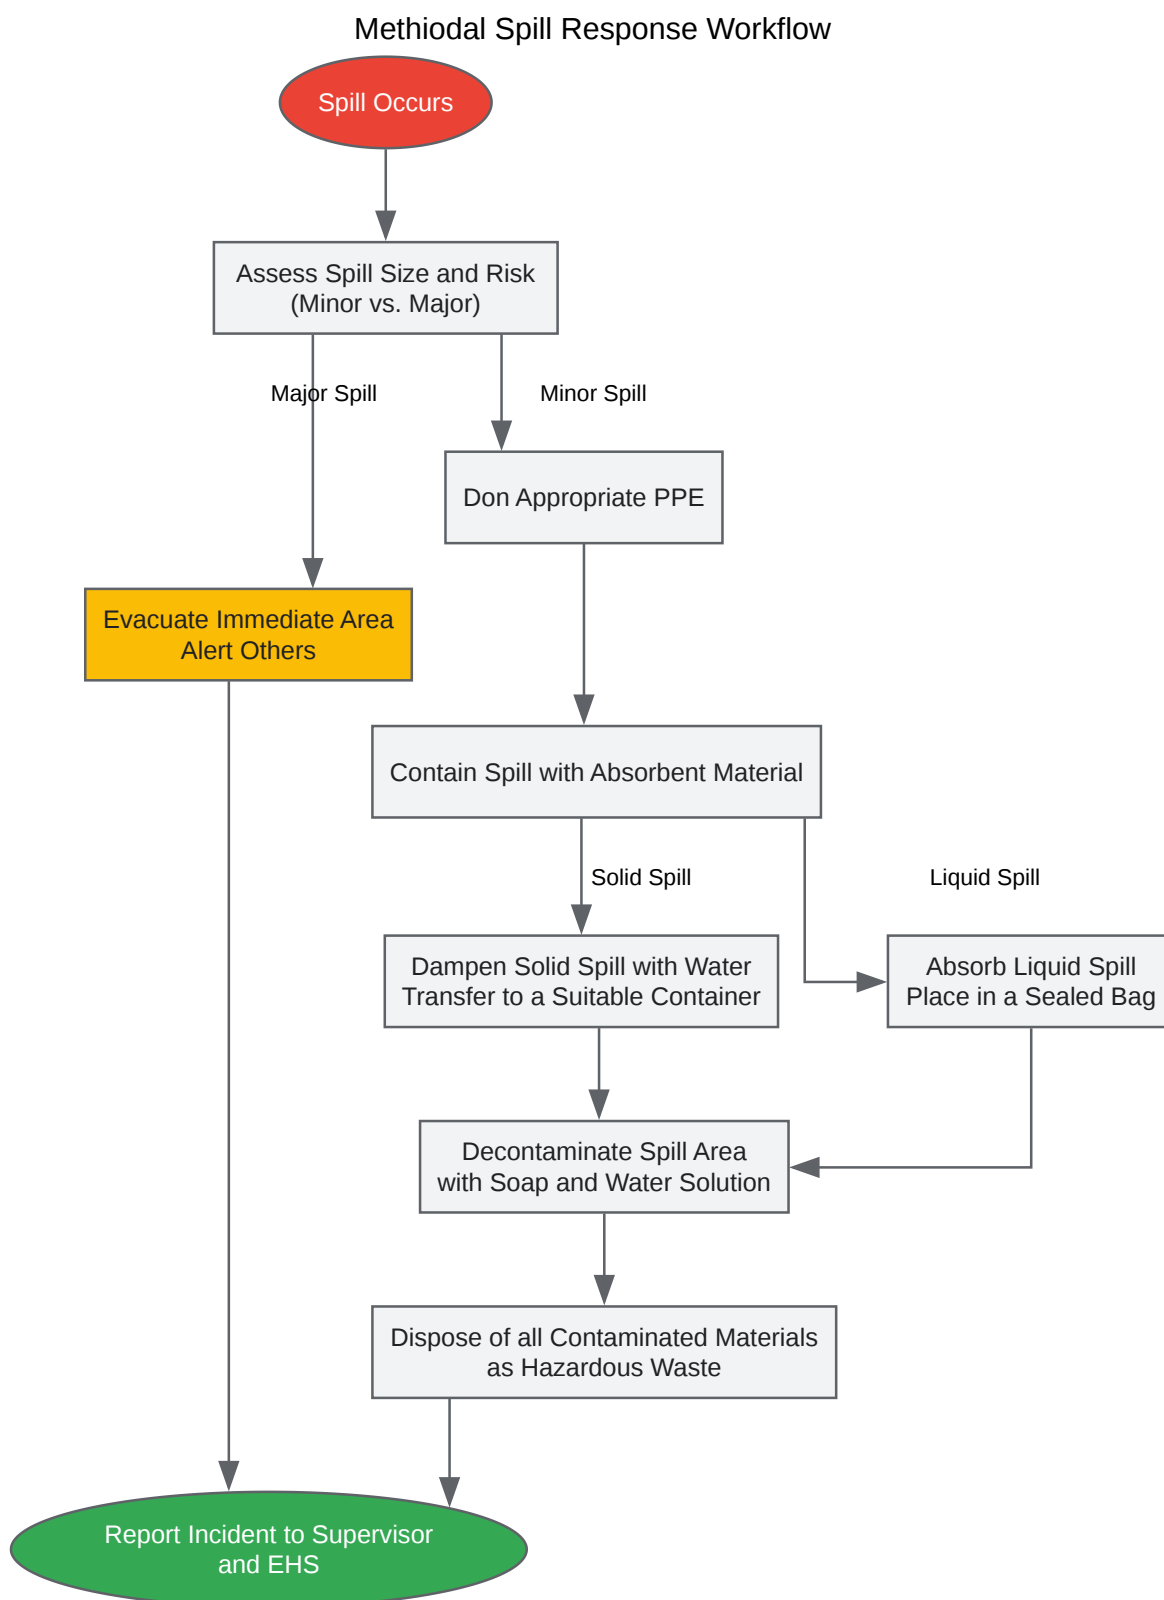 Methiodal Spill Response Workflow
Spill Occurs
Assess Spill Size and Risk
(Minor vs. Major)
Major Spill
Minor Spill
Don Appropriate PPE
Evacuate Immediate Area
Alert Others
Contain Spill with Absorbent Material
Solid Spill
Liquid Spill
Dampen Solid Spill with Water
Transfer to a Suitable Container
Absorb Liquid Spill
Place in a Sealed Bag
Decontaminate Spill Area
with Soap and Water Solution
Dispose of all Contaminated Materials
as Hazardous Waste
Report Incident to Supervisor
and EHS